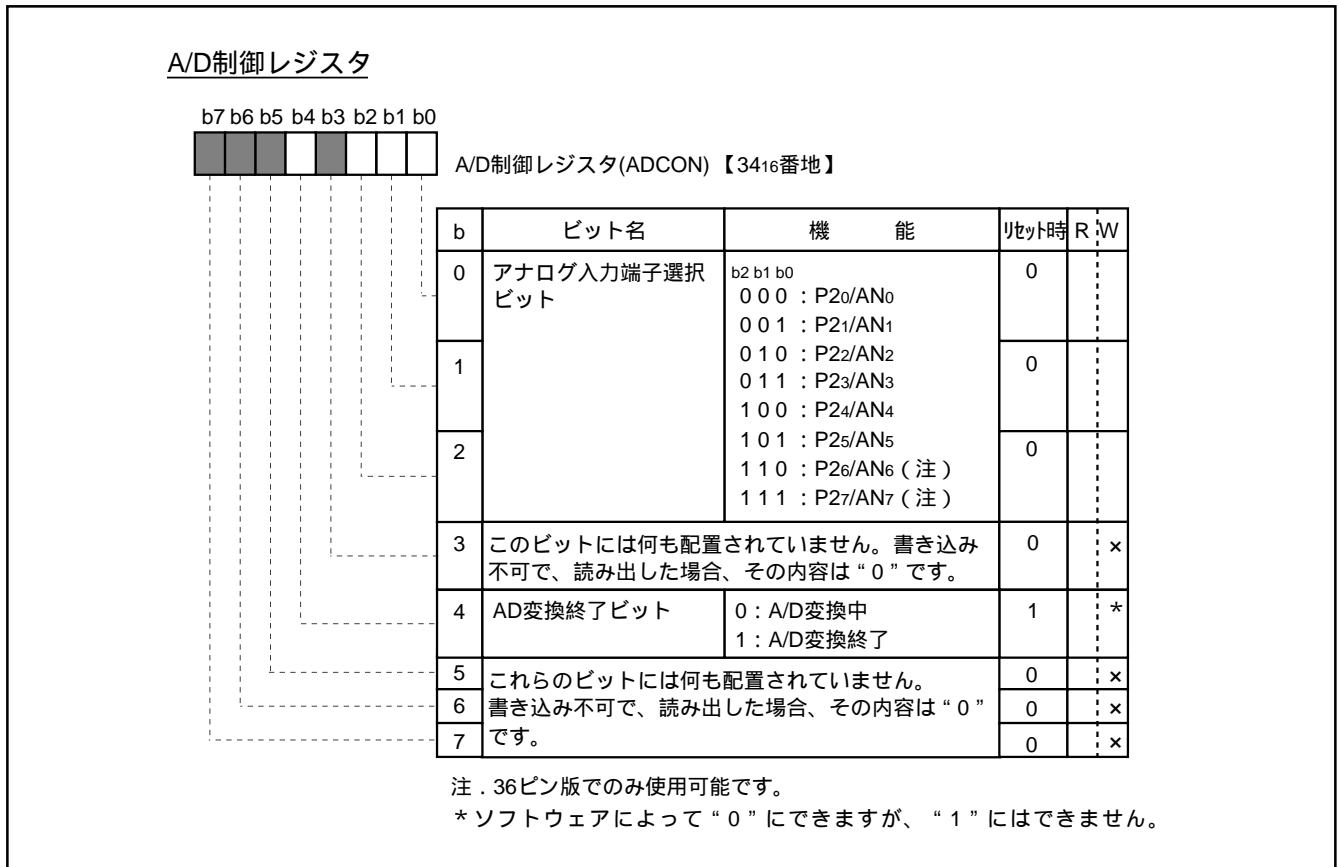 A/D制御レジスタ
b7 b6 b5 b4 b3 b2 b1 b0
A/D制御レジスタ(ADCON)【3416番地】
b ビット名 機 能 リセット時 R W
0 アナログ入力端子選択 b2 b1 b0 0
ビット 0 0 0 : P20/AN0
0 0 1 : P21/AN1
1 0 1 0 : P22/AN2 0
0 1 1 : P23/AN3
1 0 0 : P24/AN4
2 1 0 1 : P25/AN5 0
1 1 0 : P26/AN6(注)
1 1 1 : P27/AN7(注)
3 このビットには何も配置されていません。書き込み 0 ×
不可で、読み出した場合、その内容は“0”です。
4 AD変換終了ビット 0:A/D変換中 1 *
1:A/D変換終了
5 これらのビットには何も配置されていません。 0 ×
6 書き込み不可で、読み出した場合、その内容は“0” 0 ×
7 です。 0 ×
注.36ピン版でのみ使用可能です。
*ソフトウェアによって“0”にできますが、“1”にはできません。